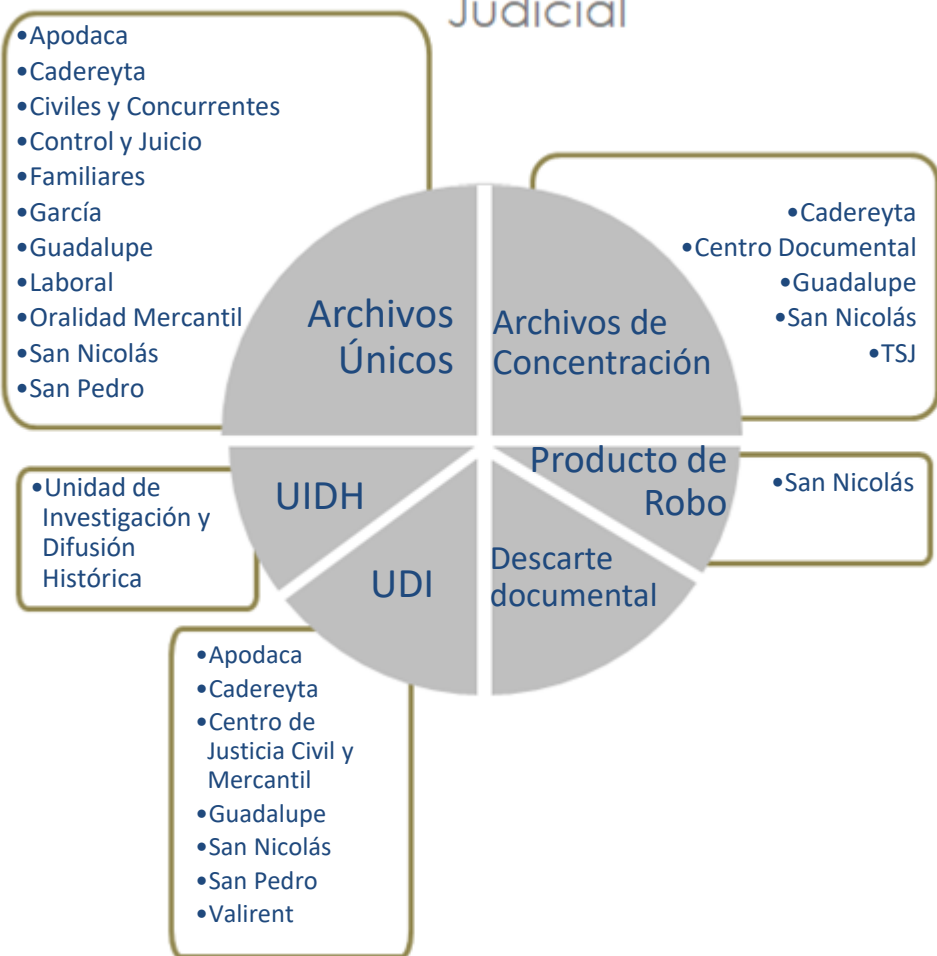 Judicial
•Apodaca
•Cadereyta
•Civiles y Concurrentes
•Control y Juicio
•Familiares
•García
•Guadalupe
•Laboral
•Oralidad Mercantil
•San Nicolás
•San Pedro
•Cadereyta
•Centro Documental
•Guadalupe
•San Nicolás
•TSJ
Archivos
Únicos
Archivos de
Concentración
UIDH
Producto de
Robo
UDI
Descarte
documental
•Unidad de
Investigación y
Difusión
Histórica
•San Nicolás
•Apodaca
•Cadereyta
•Centro de
Justicia Civil y
Mercantil
•Guadalupe
•San Nicolás
•San Pedro
•Valirent